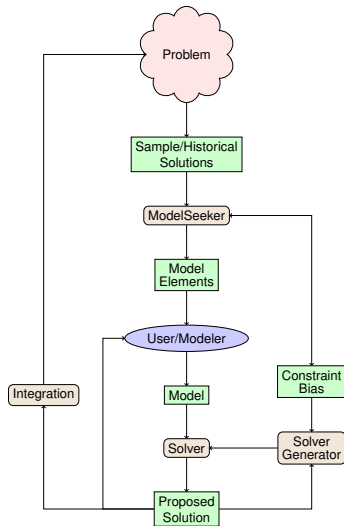 Problem
Sample/Historical
Solutions
ModelSeeker
Model
Elements
User/Modeler
Integration
Constraint
Bias
Model
Solver
Solver
Generator
Proposed
Solution